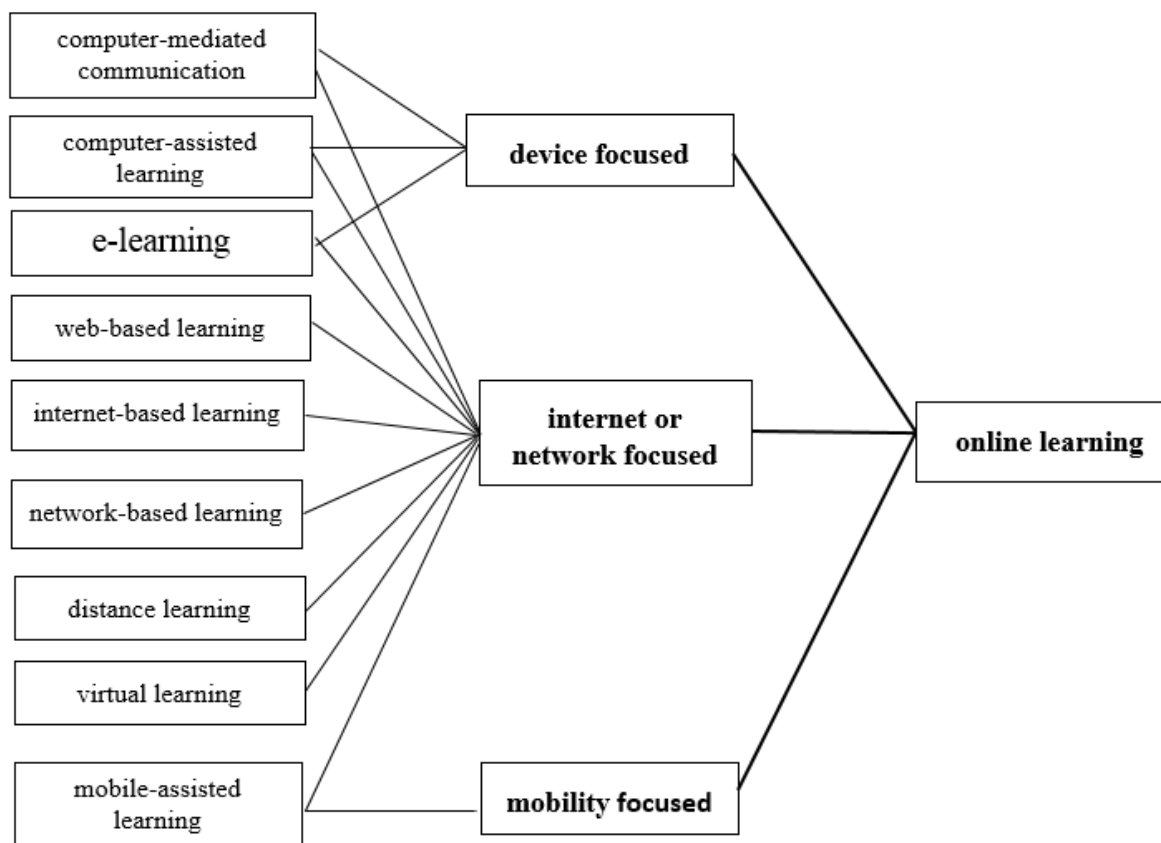 computer-mediated
communication
computer-assisted
learning
e-learning
web-based learning
internet-based learning
network-based learning
distance learning
virtual learning
mobile-assisted
learning
device focused
internet or
network focused
mobility focused
online learning